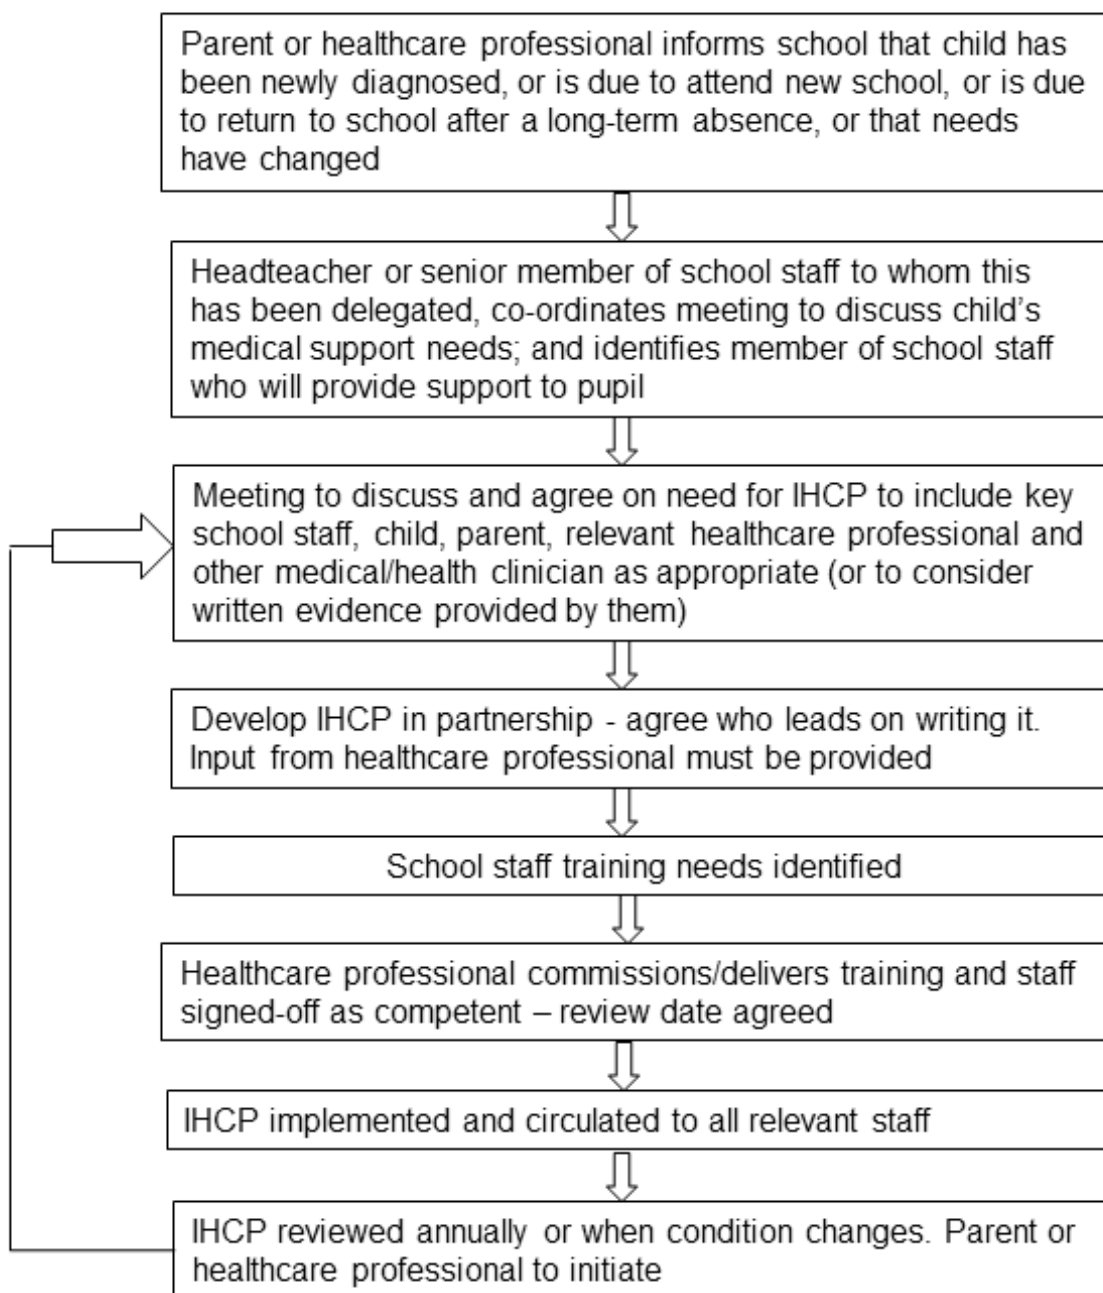 Parent or healthcare professional informs school that child has
been newly diagnosed, or is due to attend new school, or is due
to return to school after a long-term absence, or that needs
have changed
Headteacher or senior member of school staff to whom this
has been delegated, co-ordinates meeting to discuss child's
medical support needs; and identifies member of school staff
who will provide support to pupil
Meeting to discuss and agree on need for IHCP to include key
school staff, child, parent, relevant healthcare professional and
other medical/health clinician as appropriate (or to consider
written evidence provided by them)
Develop IHCP in partnership - agree who leads on writing it.
Input from healthcare professional must be provided
School staff training needs identified
Healthcare professional commissions/delivers training and staff
signed-off as competent – review date agreed
IHCP implemented and circulated to all relevant staff
IHCP reviewed annually or when condition changes. Parent or
healthcare professional to initiate